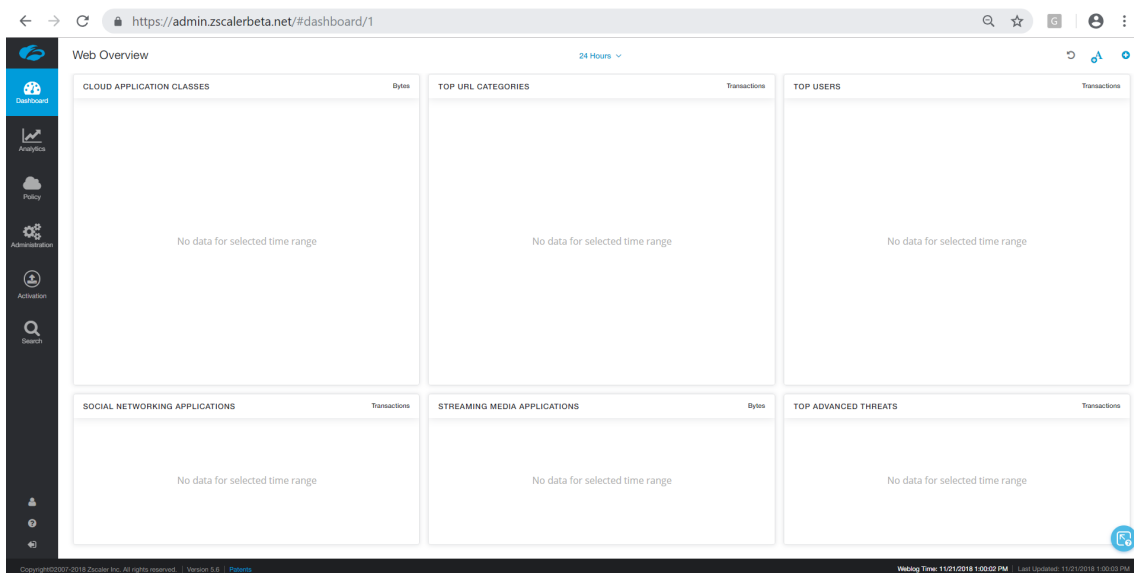 https://admin.zscalerbeta.net/#dashboard/1
G
Web Overview
24 Hours
Dashboard
Analytics
Policy
Administration
Activation
Search
CLOUD APPLICATION CLASSES Bytes
No data for selected time range
TOP URL CATEGORIES Transactions
No data for selected time range
TOP USERS Transactions
No data for selected time range
SOCIAL NETWORKING APPLICATIONS Transactions
No data for selected time range
STREAMING MEDIA APPLICATIONS Bytes
No data for selected time range
TOP ADVANCED THREATS Transactions
No data for selected time range
Copyright©2007-2018 Zscaler Inc. All rights reserved. | Version 5.6 | Patents
Weblog Time: 11/21/2018 1:00:02 PM | Last Updated: 11/21/2018 1:00:03 PM